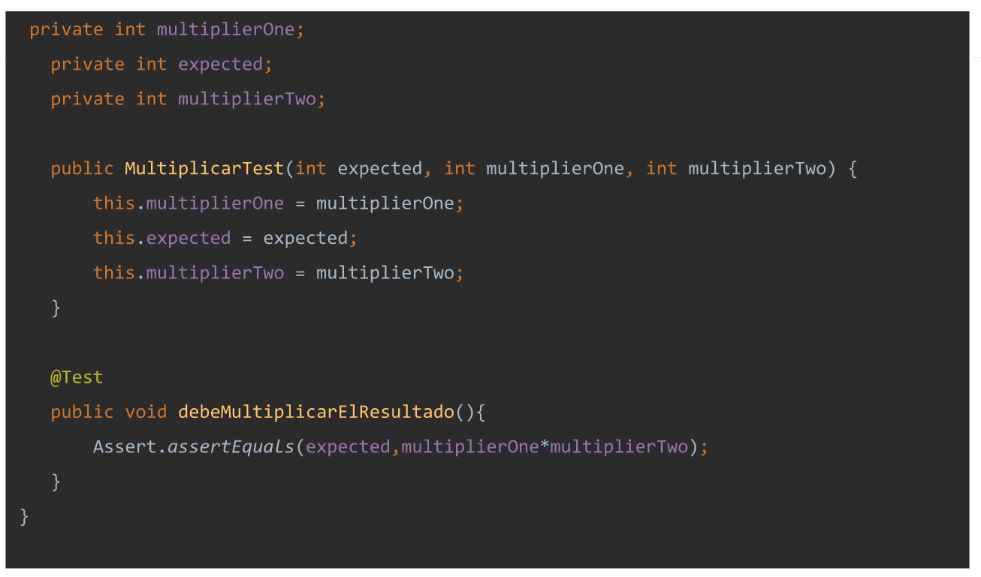 private int multiplierOne;
private int expected;
private int multiplierTwo;
public MultiplicarTest(int expected, int multiplierOne, int multiplierTwo) {
this.multiplierOne = multiplierOne;
this.expected = expected;
this.multiplierTwo = multiplierTwo;
}
@Test
public void debeMultiplicarElResultado(){
Assert.assertEquals(expected,multiplierOne*multiplierTwo);
}
}